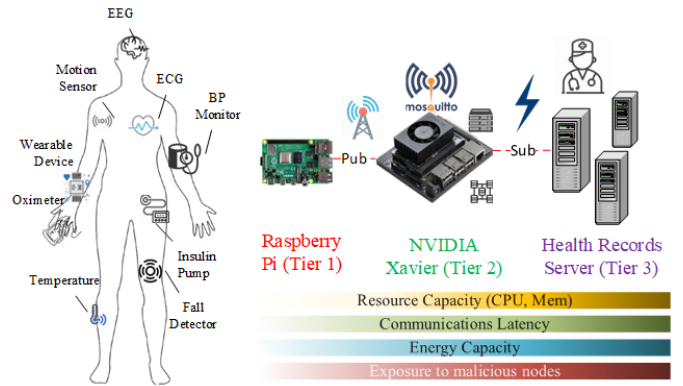 EEG
Motion
Sensor
ECG
BP
Monitor
Wearable
Device
Oximeter
Insulin
Pump
Temperature
Fall
Detector
mosquitto
Pub
Sub
Raspberry
Pi (Tier 1)
NVIDIA
Xavier (Tier 2)
Health Records
Server (Tier 3)
Resource Capacity (CPU, Mem)
Communications Latency
Energy Capacity
Exposure to malicious nodes